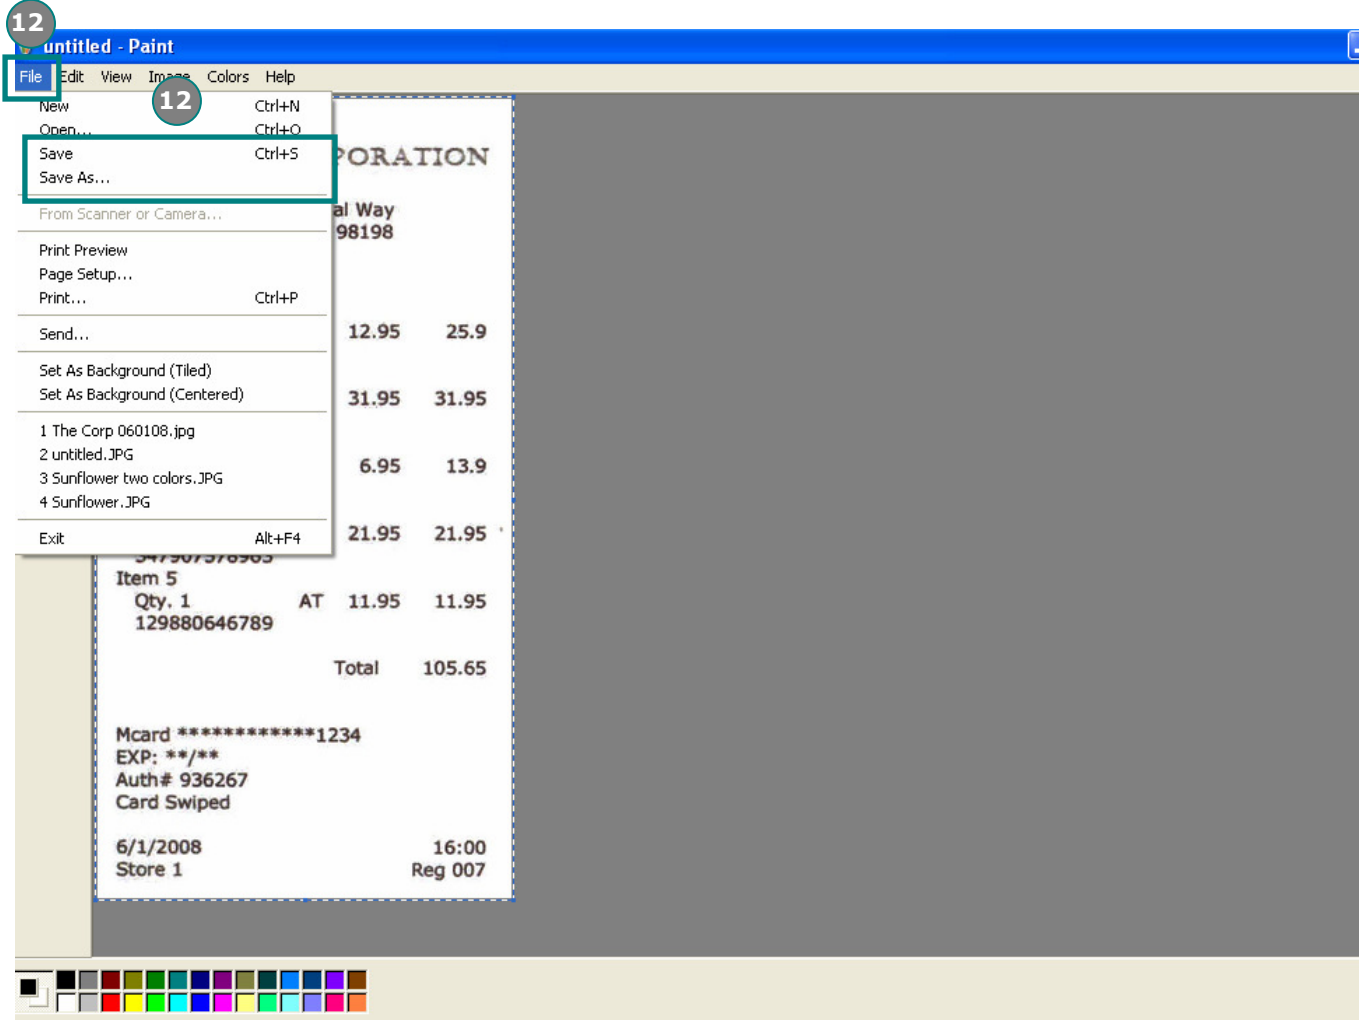 12
untitled - Paint
File Edit View Image Colors Help
12
New Ctrl+N
Open... Ctrl+O
Save Ctrl+S
Save As...
From Scanner or Camera...
Print Preview
Page Setup...
Print... Ctrl+P
Send...
Set As Background (Tiled)
Set As Background (Centered)
1 The Corp 060108.jpg
2 untitled.JPG
3 Sunflower two colors.JPG
4 Sunflower.JPG
Exit Alt+F4
PORATION
al Way
98198
12.95 25.9
31.95 31.95
6.95 13.9
21.95 21.95
Item 5
Qty. 1 AT 11.95 11.95
129880646789
Total 105.65
Mcard ************1234
EXP: **/**
Auth# 936267
Card Swiped
6/1/2008 16:00
Store 1 Reg 007